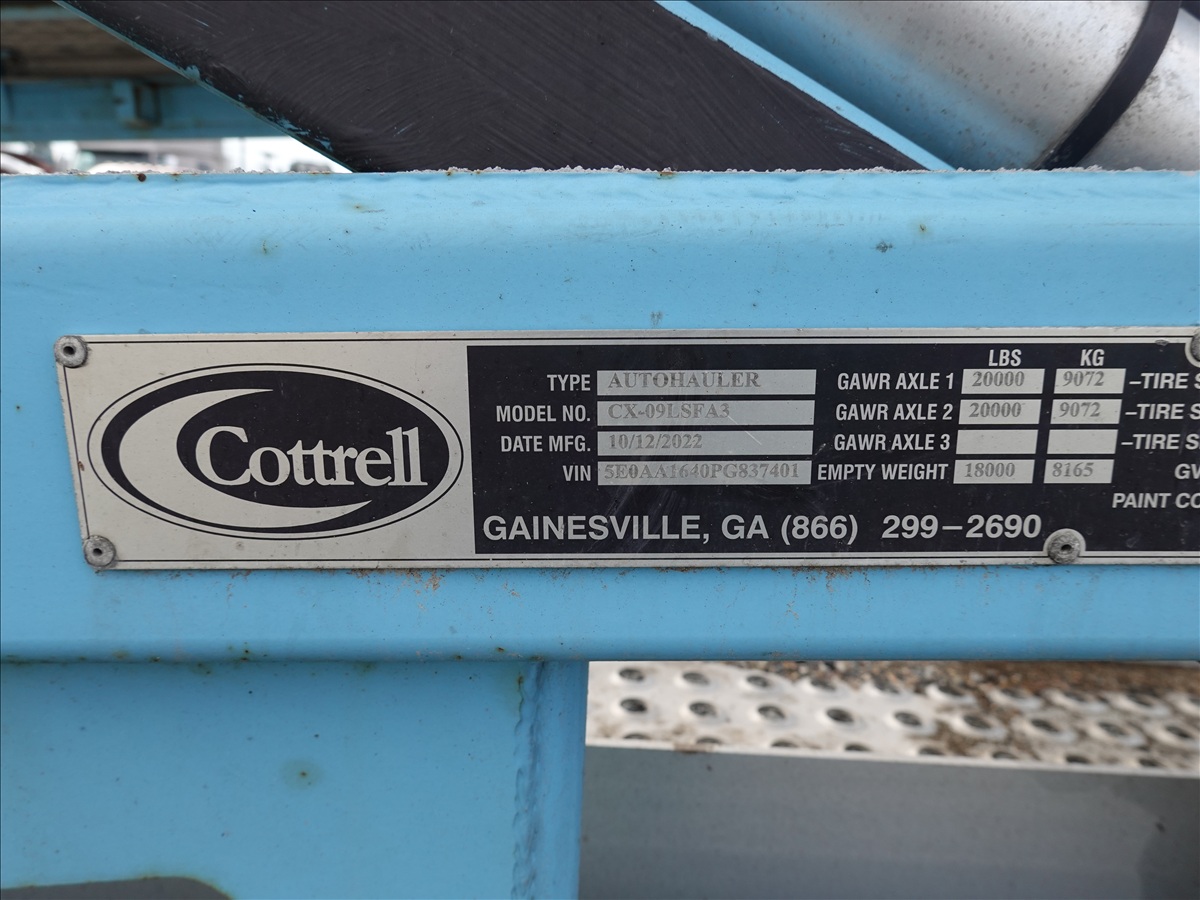 Cottrell
LBS KG
TYPE AUTOHAULER GAWR AXLE 1 20000 9072 –TIRE S
MODEL NO. CX-09LSFA3 GAWR AXLE 2 20000 9072 –TIRE S
DATE MFG. 10/12/2022 GAWR AXLE 3 –TIRE S
VIN 5E0AA1640PG837401 EMPTY WEIGHT 18000 8165 GV
PAINT CO
GAINESVILLE, GA (866) 299–2690